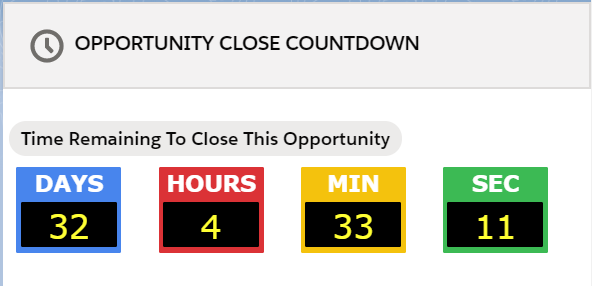 OPPORTUNITY CLOSE COUNTDOWN
Time Remaining To Close This Opportunity
DAYS HOURS MIN SEC
32 4 33 11